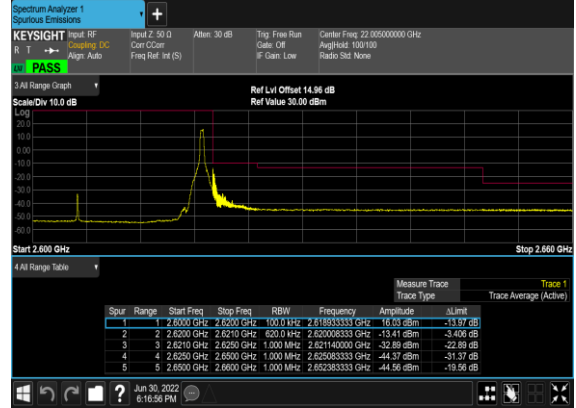 Spectrum Analyzer 1
Spurious Emissions
KEYSIGHT Input: RF Input Z: 50 Ω Atten: 30 dB Trig: Free Run Center Freq: 22.005000000 GHz
R T Coupling: DC Corr CCorr Gate: Off Avg|Hold: 100/100
Align: Auto Freq Ref: Int (S) IF Gain: Low Radio Std: None
PASS
3 All Range Graph
Ref Lvl Offset 14.96 dB
Scale/Div 10.0 dB Ref Value 30.00 dBm
Log
20.0
10.0
0.00
-10.0
-20.0
-30.0
-40.0
-50.0
-60.0
Start 2.600 GHz Stop 2.660 GHz
4 All Range Table
Measure Trace Trace 1
Trace Type Trace Average (Active)
Spur Range Start Freq Stop Freq RBW Frequency Amplitude ΔLimit
1 1 2.6000 GHz 2.6200 GHz 100.0 kHz 2.618933333 GHz 16.03 dBm -13.97 dB
2 2 2.6200 GHz 2.6210 GHz 620.0 kHz 2.620008333 GHz -13.41 dBm -3.406 dB
3 3 2.6210 GHz 2.6250 GHz 1.000 MHz 2.621140000 GHz -32.89 dBm -22.89 dB
4 4 2.6250 GHz 2.6500 GHz 1.000 MHz 2.625083333 GHz -44.37 dBm -31.37 dB
5 5 2.6500 GHz 2.6600 GHz 1.000 MHz 2.652383333 GHz -44.56 dBm -19.56 dB
Jun 30, 2022
6:16:56 PM